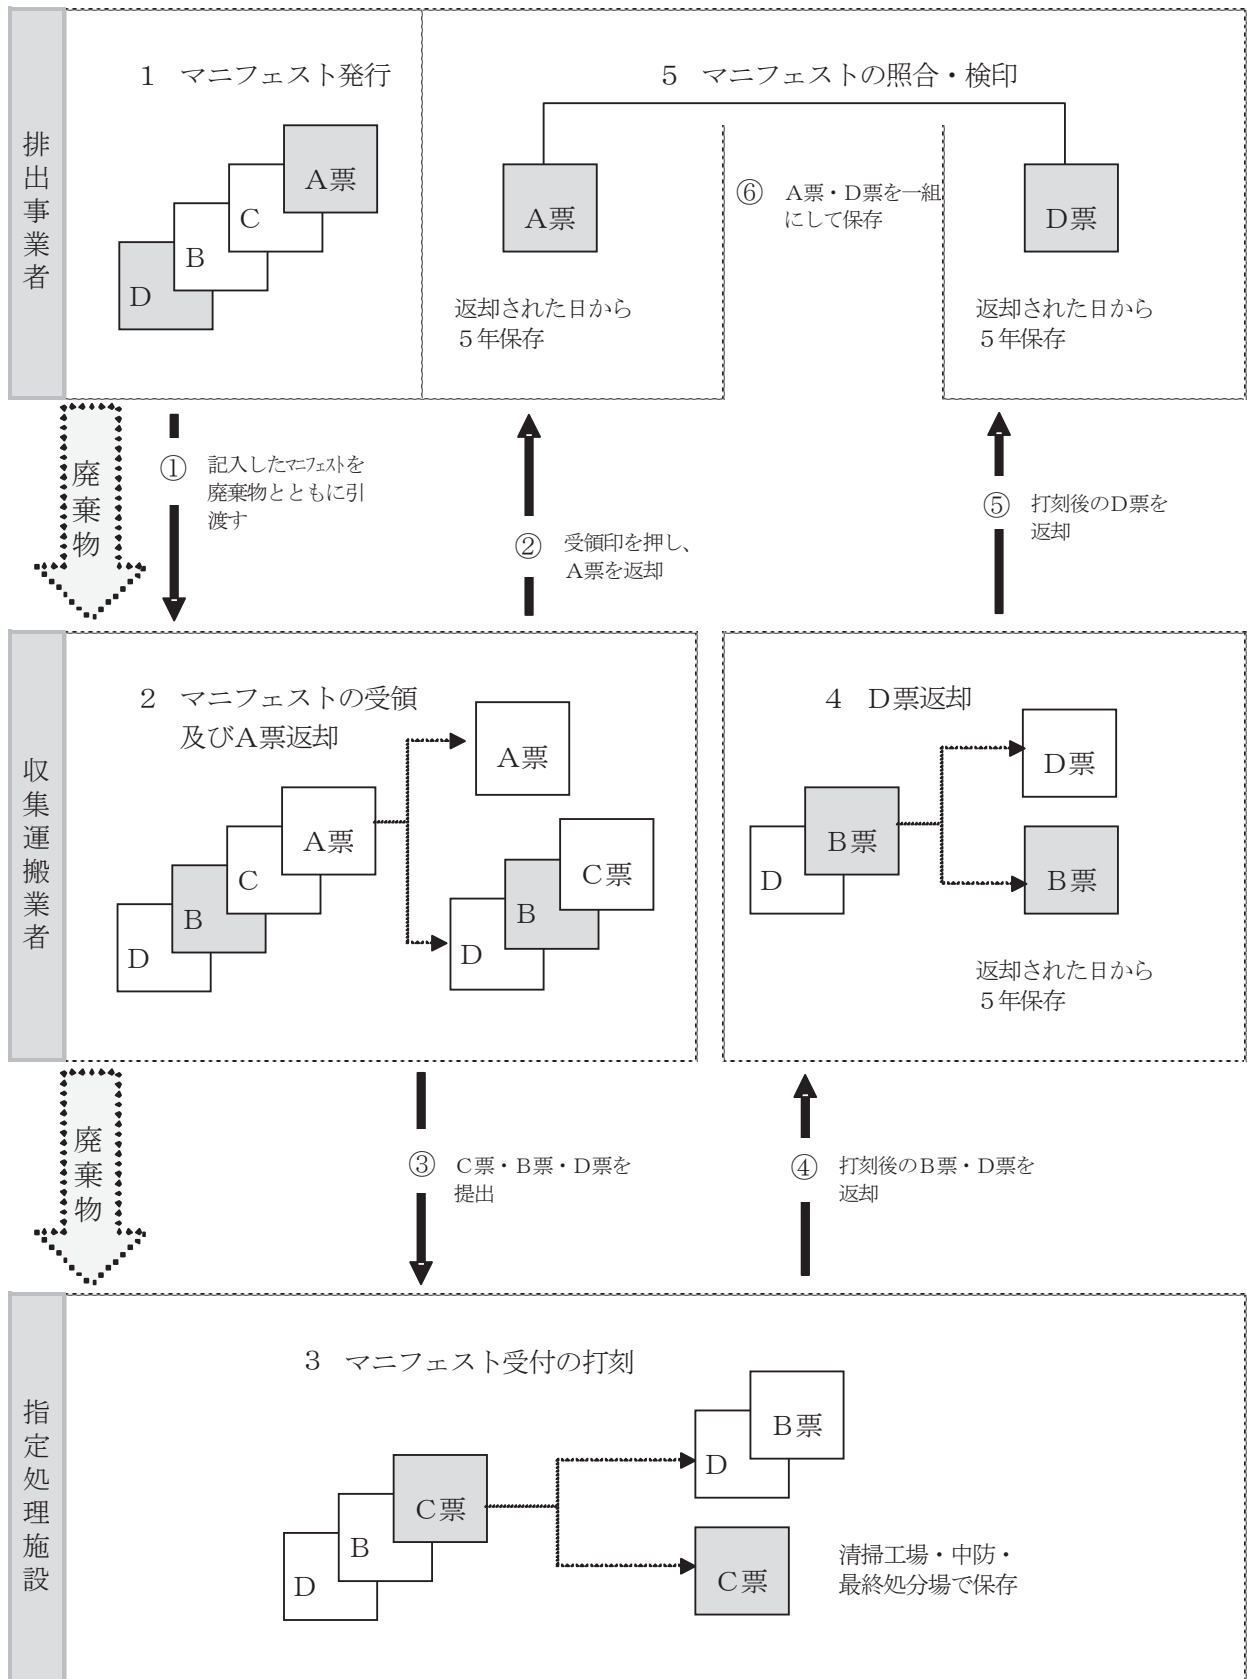 排出事業者
1 マニフェスト発行
A票
C
B
D
5 マニフェストの照合・検印
A票
⑥ A票・D票を一組
にして保存
D票
返却された日から
5年保存
返却された日から
5年保存
廃棄物
① 記入したマニフェストを
廃棄物とともに引
渡す
② 受領印を押し、
A票を返却
⑤ 打刻後のD票を
返却
収集運搬業者
2 マニフェストの受領
及びA票返却
A票
A票
C
B
D
C票
B
D
4 D票返却
D票
B票
D
B票
返却された日から
5年保存
廃棄物
③ C票・B票・D票を
提出
④ 打刻後のB票・D票を
返却
指定処理施設
3 マニフェスト受付の打刻
B票
D
C票
B
D
C票
清掃工場・中防・
最終処分場で保存